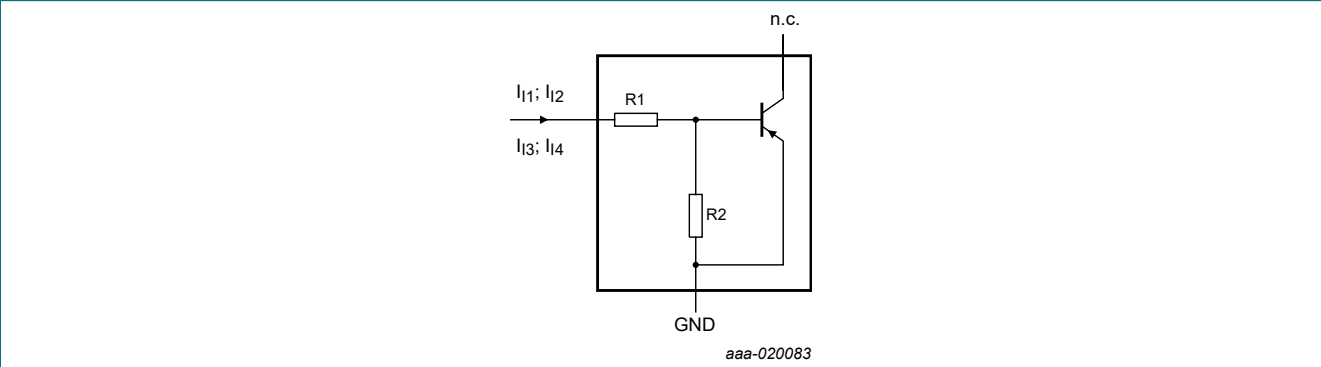 n.c.
I_I1; I_I2
R1
I_I3; I_I4
R2
GND
aaa-020083